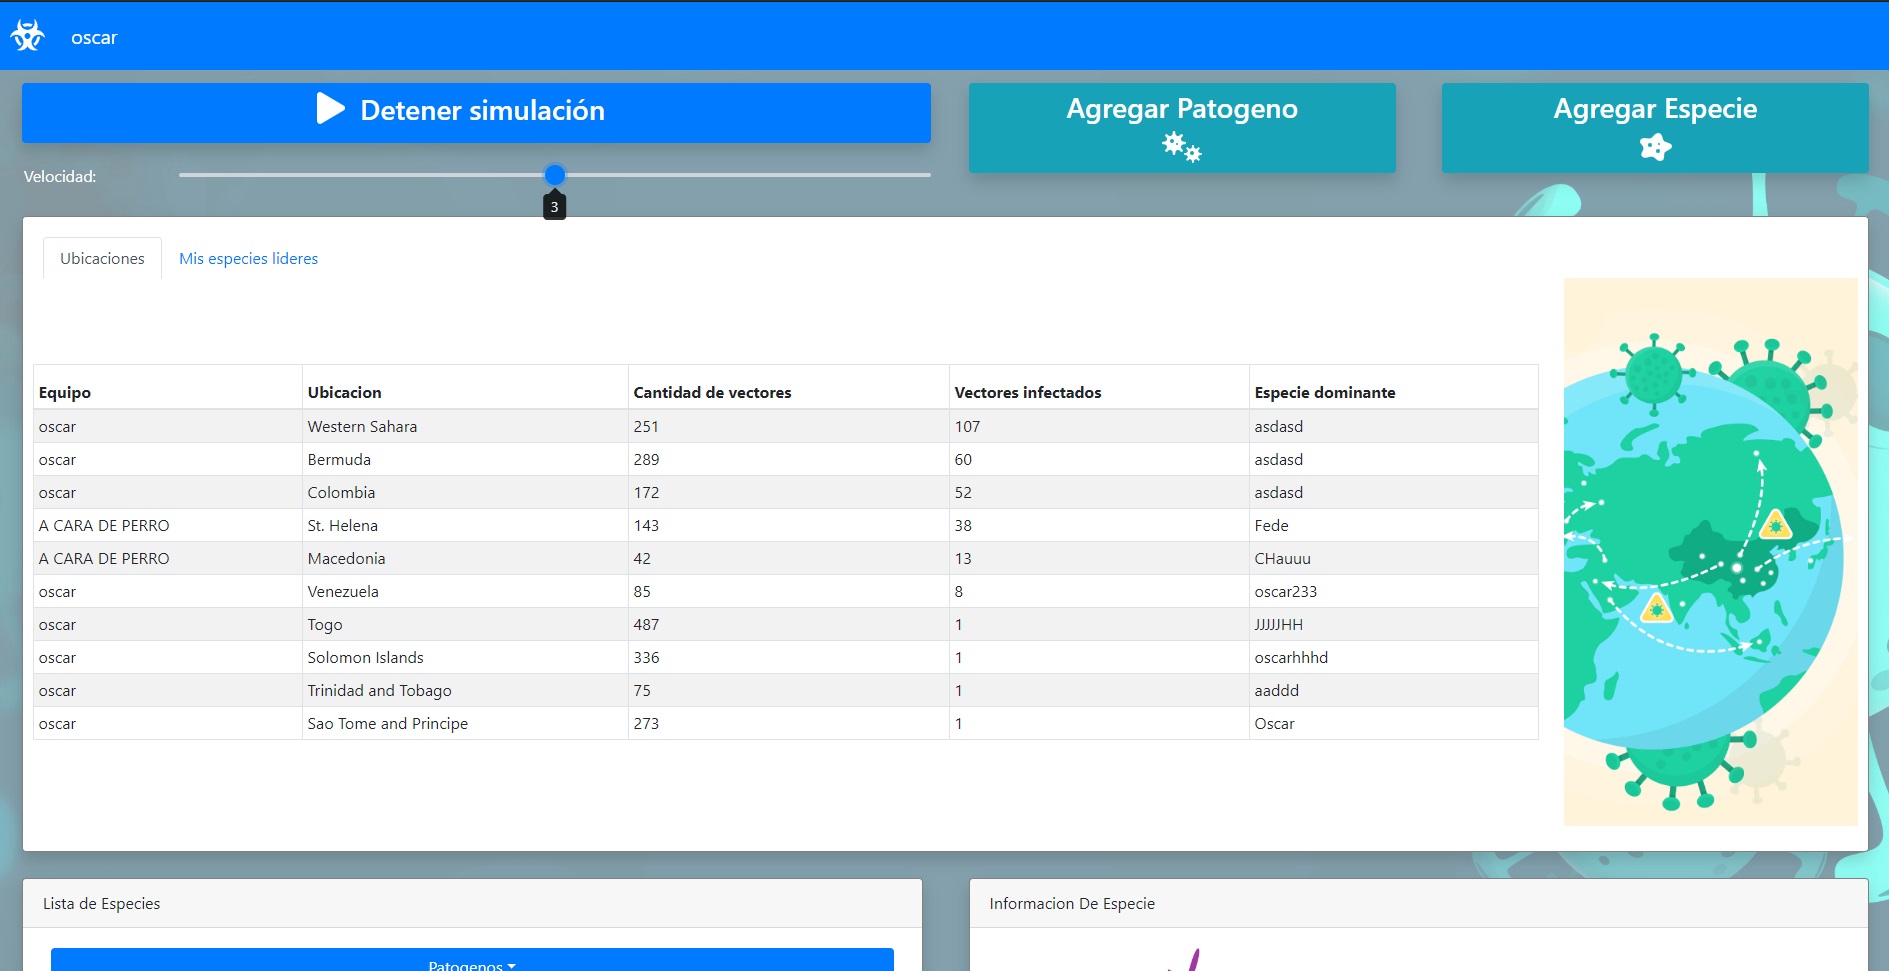 oscar
Detener simulación
Agregar Patogeno
Agregar Especie
Velocidad:
3
Ubicaciones Mis especies lideres
Equipo Ubicacion Cantidad de vectores Vectores infectados Especie dominante
oscar Western Sahara 251 107 asdasd
oscar Bermuda 289 60 asdasd
oscar Colombia 172 52 asdasd
A CARA DE PERRO St. Helena 143 38 Fede
A CARA DE PERRO Macedonia 42 13 CHauuu
oscar Venezuela 85 8 oscar233
oscar Togo 487 1 JJJJJHH
oscar Solomon Islands 336 1 oscarhhhd
oscar Trinidad and Tobago 75 1 aaddd
oscar Sao Tome and Principe 273 1 Oscar
Lista de Especies
Informacion De Especie
Patogenos